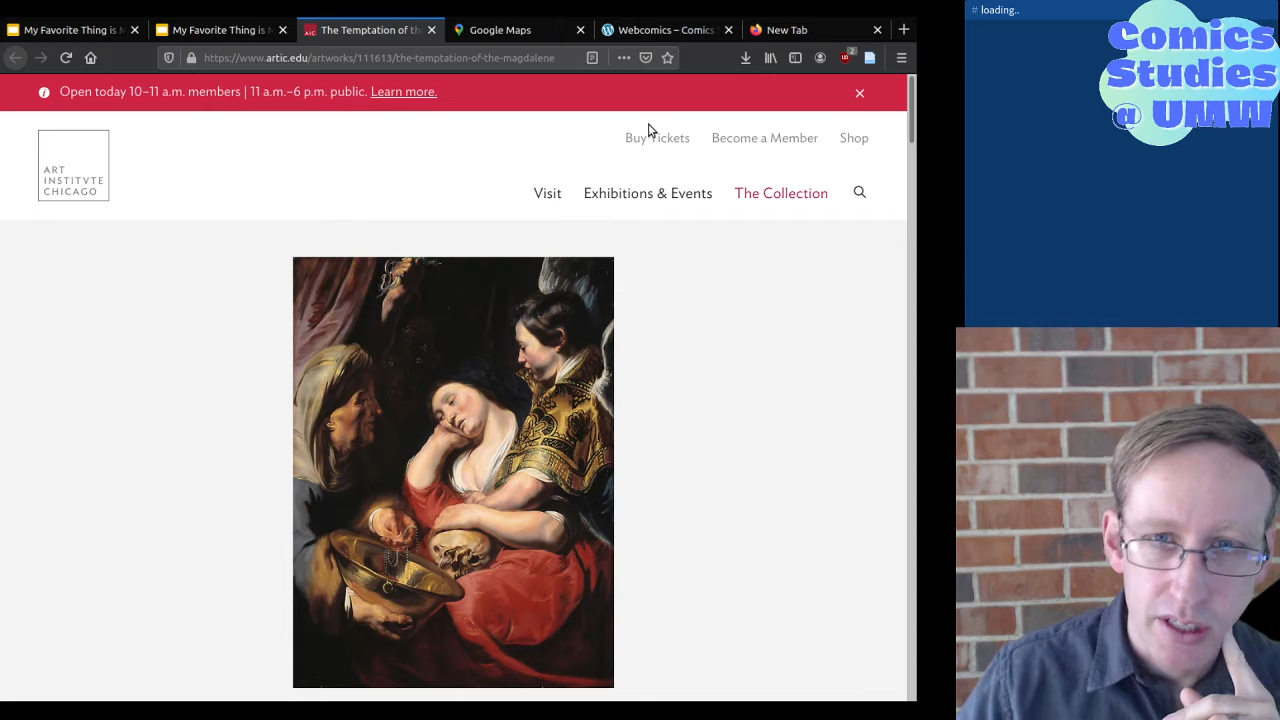 My Favorite Thing is M
My Favorite Thing is M
The Temptation of the
Google Maps
Webcomics – Comics
New Tab
https://www.artic.edu/artworks/111613/the-temptation-of-the-magdalene
2
Open today 10–11 a.m. members | 11 a.m.–6 p.m. public. Learn more.
Buy Tickets
Become a Member
Shop
ART
INSTITVTE
CHICAGO
Visit
Exhibitions & Events
The Collection
# loading..
Comics
Studies
@ UMW